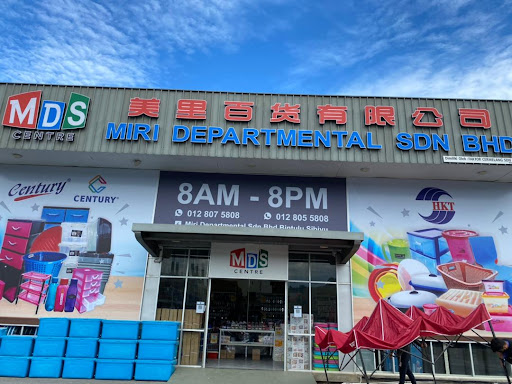 MDS
CENTRE
美里百货有限公司
MIRI DEPARTMENTAL SDN BHD
Century
CENTURY
8AM - 8PM
012 807 5808
012 805 5808
Miri Departmental Sdn Bhd Bintulu Sibiyu
HKT
MDS
CENTRE